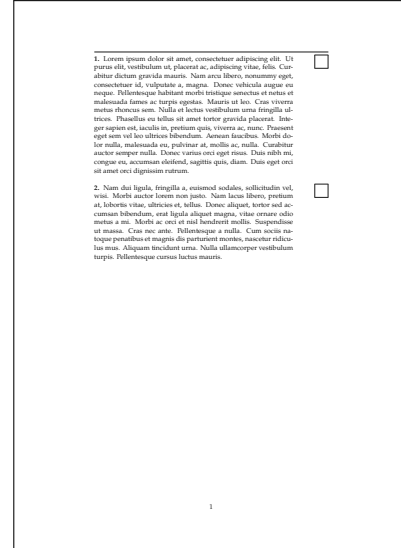 1. Lorem ipsum dolor sit amet, consectetuer adipiscing elit. Ut
purus elit, vestibulum ut, placerat ac, adipiscing vitae, felis. Cur-
abitur dictum gravida mauris. Nam arcu libero, nonummy eget,
consectetuer id, vulputate a, magna. Donec vehicula augue eu
neque. Pellentesque habitant morbi tristique senectus et netus et
malesuada fames ac turpis egestas. Mauris ut leo. Cras viverra
metus rhoncus sem. Nulla et lectus vestibulum urna fringilla ul-
trices. Phasellus eu tellus sit amet tortor gravida placerat. Inte-
ger sapien est, iaculis in, pretium quis, viverra ac, nunc. Praesent
eget sem vel leo ultrices bibendum. Aenean faucibus. Morbi do-
lor nulla, malesuada eu, pulvinar at, mollis ac, nulla. Curabitur
auctor semper nulla. Donec varius orci eget risus. Duis nibh mi,
congue eu, accumsan eleifend, sagittis quis, diam. Duis eget orci
sit amet orci dignissim rutrum.
2. Nam dui ligula, fringilla a, euismod sodales, sollicitudin vel,
wisi. Morbi auctor lorem non justo. Nam lacus libero, pretium
at, lobortis vitae, ultricies et, tellus. Donec aliquet, tortor sed ac-
cumsan bibendum, erat ligula aliquet magna, vitae ornare odio
metus a mi. Morbi ac orci et nisl hendrerit mollis. Suspendisse
ut massa. Cras nec ante. Pellentesque a nulla. Cum sociis na-
toque penatibus et magnis dis parturient montes, nascetur ridicu-
lus mus. Aliquam tincidunt urna. Nulla ullamcorper vestibulum
turpis. Pellentesque cursus luctus mauris.
1